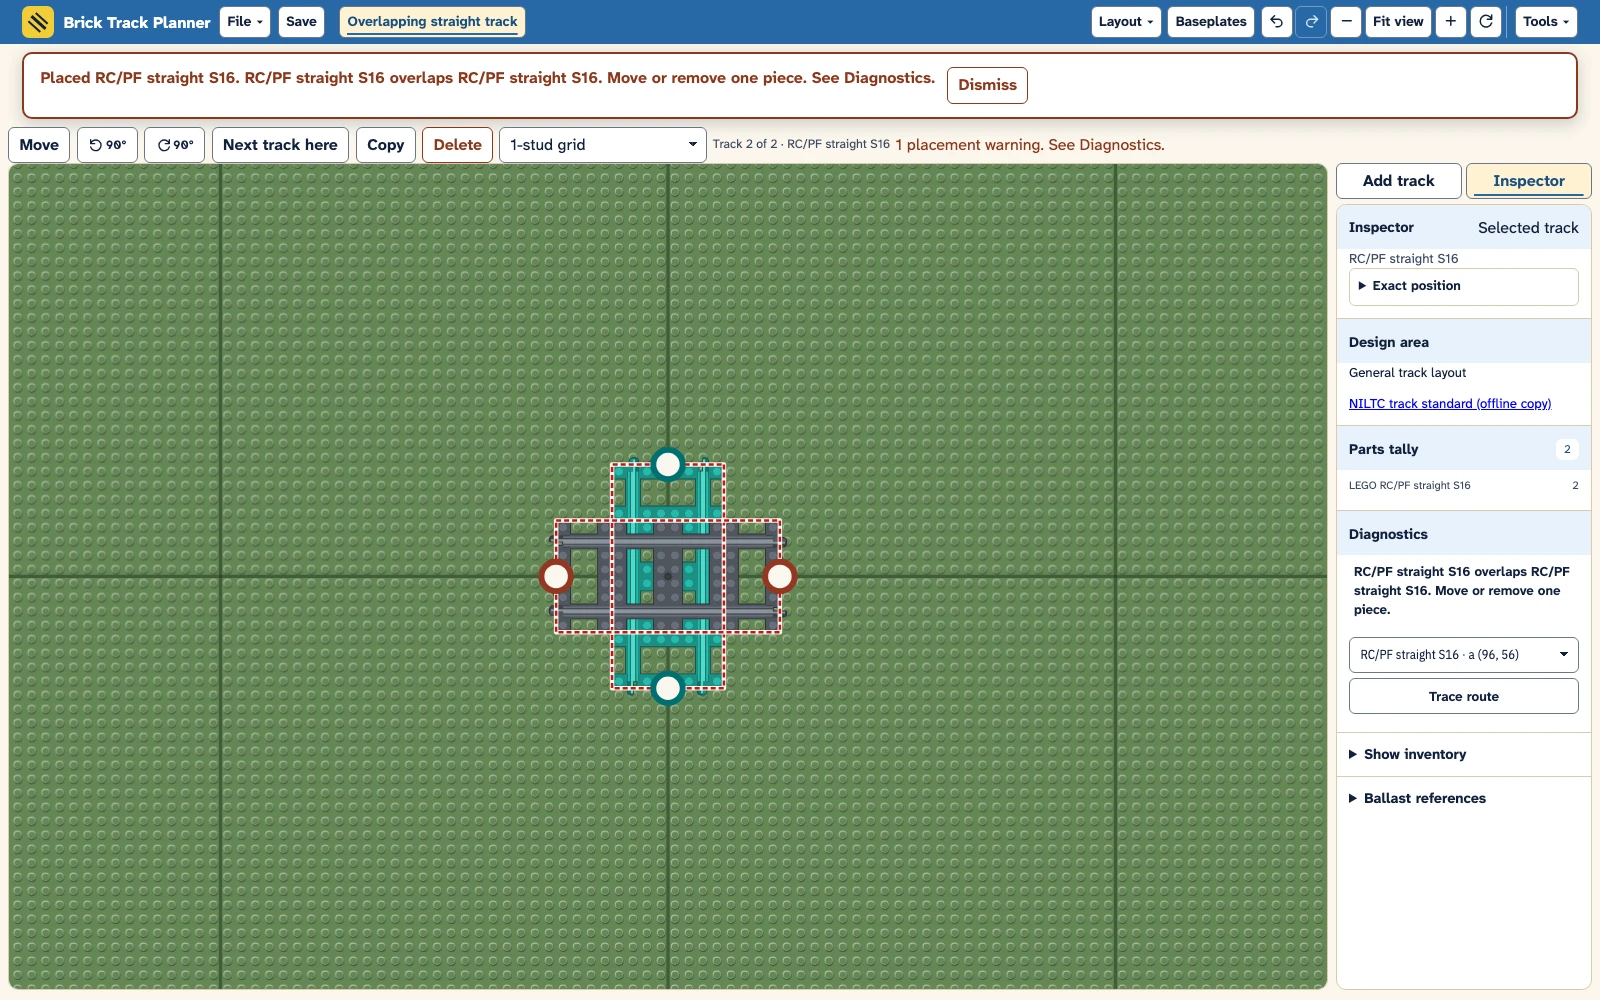 Brick Track Planner
File
Save
Overlapping straight track
Layout
Baseplates
Fit view
Tools
Placed RC/PF straight S16. RC/PF straight S16 overlaps RC/PF straight S16. Move or remove one piece. See Diagnostics.
Dismiss
Move
90°
90°
Next track here
Copy
Delete
1-stud grid
Track 2 of 2 · RC/PF straight S16
1 placement warning. See Diagnostics.
Add track
Inspector
Inspector
Selected track
RC/PF straight S16
Exact position
Design area
General track layout
NILTC track standard (offline copy)
Parts tally
2
LEGO RC/PF straight S16
2
Diagnostics
RC/PF straight S16 overlaps RC/PF
straight S16. Move or remove one
piece.
RC/PF straight S16 · a (96, 56)
Trace route
Show inventory
Ballast references